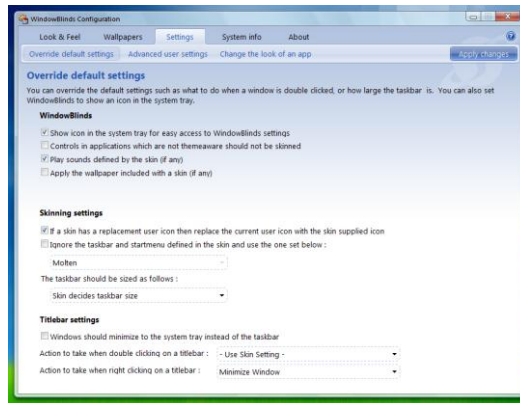 WindowBlinds Configuration
Look & Feel Wallpapers Settings System info About
Override default settings Advanced user settings Change the look of an app Apply changes
Override default settings
You can override the default settings such as what to do when a window is double clicked, or how large the taskbar is. You can also set
WindowBlinds to show an icon in the system tray.
WindowBlinds
Show icon in the system tray for easy access to WindowBlinds settings
Controls in applications which are not themeaware should not be skinned
Play sounds defined by the skin (if any)
Apply the wallpaper included with a skin (if any)
Skinning settings
If a skin has a replacement user icon then replace the current user icon with the skin supplied icon
Ignore the taskbar and startmenu defined in the skin and use the one set below :
Molten
The taskbar should be sized as follows :
Skin decides taskbar size
Titlebar settings
Windows should minimize to the system tray instead of the taskbar
Action to take when double clicking on a titlebar : - Use Skin Setting -
Action to take when right clicking on a titlebar : Minimize Window